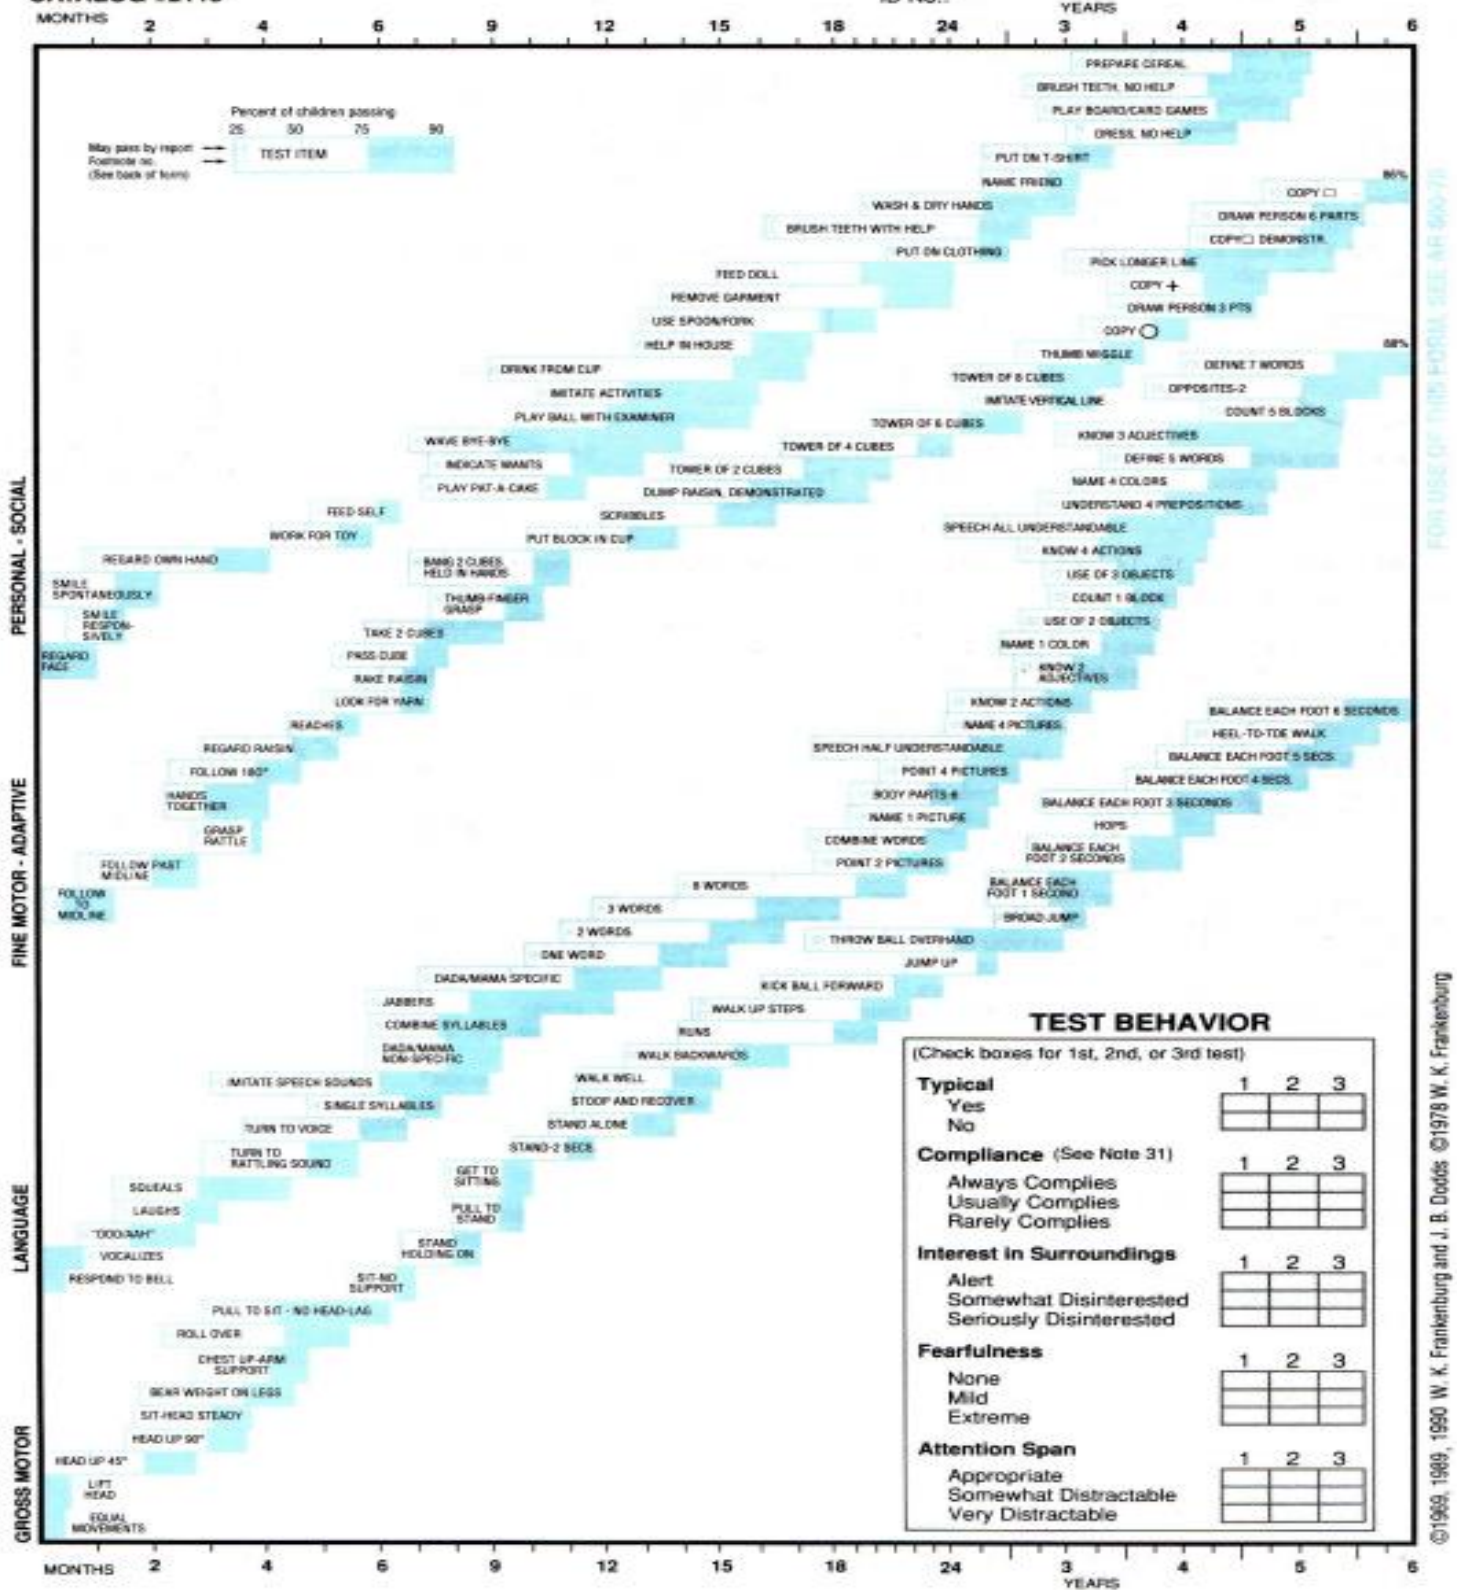 MONTHS
YEARS
2 4 6 9 12 15 18 24 3 4 5 6
PREPARE CEREAL
BRUSH TEETH, NO HELP
Percent of children passing
PLAY BOARD/CARD GAMES
25 50 75 90
DRESS, NO HELP
May pass by report
TEST ITEM
Footnote no.
(See back of form)
PUT ON T-SHIRT
NAME FRIEND
86%
COPY □
WASH & DRY HANDS
DRAW PERSON 6 PARTS
BRUSH TEETH WITH HELP
COPY □ DEMONSTR.
PUT ON CLOTHING
PICK LONGER LINE
FEED DOLL
COPY +
REMOVE GARMENT
DRAW PERSON 3 PTS
USE SPOON/FORK
COPY ○
HELP IN HOUSE
88%
THUMB WIGGLE
DEFINE 7 WORDS
DRINK FROM CUP
TOWER OF 8 CUBES
OPPOSITES-2
IMITATE ACTIVITIES
IMITATE VERTICAL LINE
COUNT 5 BLOCKS
PLAY BALL WITH EXAMINER
TOWER OF 6 CUBES
KNOW 3 ADJECTIVES
WAVE BYE-BYE
TOWER OF 4 CUBES
DEFINE 5 WORDS
INDICATE WANTS
TOWER OF 2 CUBES
NAME 4 COLORS
PLAY PAT-A-CAKE
DUMP RAISIN, DEMONSTRATED
UNDERSTAND 4 PREPOSITIONS
FEED SELF
SCRIBBLES
SPEECH ALL UNDERSTANDABLE
WORK FOR TOY
PUT BLOCK IN CUP
KNOW 4 ACTIONS
REGARD OWN HAND
BANG 2 CUBES
HELD IN HANDS
USE OF 3 OBJECTS
SMILE
SPONTANEOUSLY
THUMB-FINGER
GRASP
COUNT 1 BLOCK
SMILE
RESPON-
SIVELY
TAKE 2 CUBES
USE OF 2 OBJECTS
REGARD
FACE
PASS CUBE
NAME 1 COLOR
RAKE RAISIN
KNOW 2
ADJECTIVES
LOOK FOR YARN
KNOW 2 ACTIONS
BALANCE EACH FOOT 6 SECONDS
REACHES
NAME 4 PICTURES
HEEL-TO-TOE WALK
REGARD RAISIN
SPEECH HALF UNDERSTANDABLE
BALANCE EACH FOOT 5 SECS.
FOLLOW 180°
POINT 4 PICTURES
BALANCE EACH FOOT 4 SECS.
HANDS
TOGETHER
BODY PARTS-6
BALANCE EACH FOOT 3 SECONDS
GRASP
RATTLE
NAME 1 PICTURE
HOPS
COMBINE WORDS
BALANCE EACH
FOOT 2 SECONDS
FOLLOW PAST
MIDLINE
POINT 2 PICTURES
FOLLOW
TO
MIDLINE
6 WORDS
BALANCE EACH
FOOT 1 SECOND
3 WORDS
BROAD JUMP
2 WORDS
THROW BALL OVERHAND
ONE WORD
JUMP UP
DADA/MAMA SPECIFIC
KICK BALL FORWARD
JABBERS
WALK UP STEPS
COMBINE SYLLABLES
RUNS
DADA/MAMA
NON-SPECIFIC
WALK BACKWARDS
IMITATE SPEECH SOUNDS
WALK WELL
SINGLE SYLLABLES
STOOP AND RECOVER
TURN TO VOICE
STAND ALONE
TURN TO
RATTLING SOUND
STAND-2 SECS.
SQUEALS
GET TO
SITTING
LAUGHS
PULL TO
STAND
"OOO/AAH"
STAND
HOLDING ON
VOCALIZES
RESPOND TO BELL
SIT-NO
SUPPORT
PULL TO SIT - NO HEAD-LAG
ROLL OVER
CHEST UP-ARM
SUPPORT
BEAR WEIGHT ON LEGS
SIT-HEAD STEADY
HEAD UP 90°
HEAD UP 45°
LIFT
HEAD
EQUAL
MOVEMENTS
PERSONAL - SOCIAL
FINE MOTOR - ADAPTIVE
LANGUAGE
GROSS MOTOR
TEST BEHAVIOR
(Check boxes for 1st, 2nd, or 3rd test)
Typical 1 2 3
Yes
No
Compliance (See Note 31) 1 2 3
Always Complies
Usually Complies
Rarely Complies
Interest in Surroundings 1 2 3
Alert
Somewhat Disinterested
Seriously Disinterested
Fearfulness 1 2 3
None
Mild
Extreme
Attention Span 1 2 3
Appropriate
Somewhat Distractable
Very Distractable
MONTHS 2 4 6 9 12 15 18 24 3 4 5 6
YEARS
©1969, 1989, 1990 W. K. Frankenburg and J. B. Dodds ©1978 W. K. Frankenburg
FOR USE OF THIS FORM, SEE AR